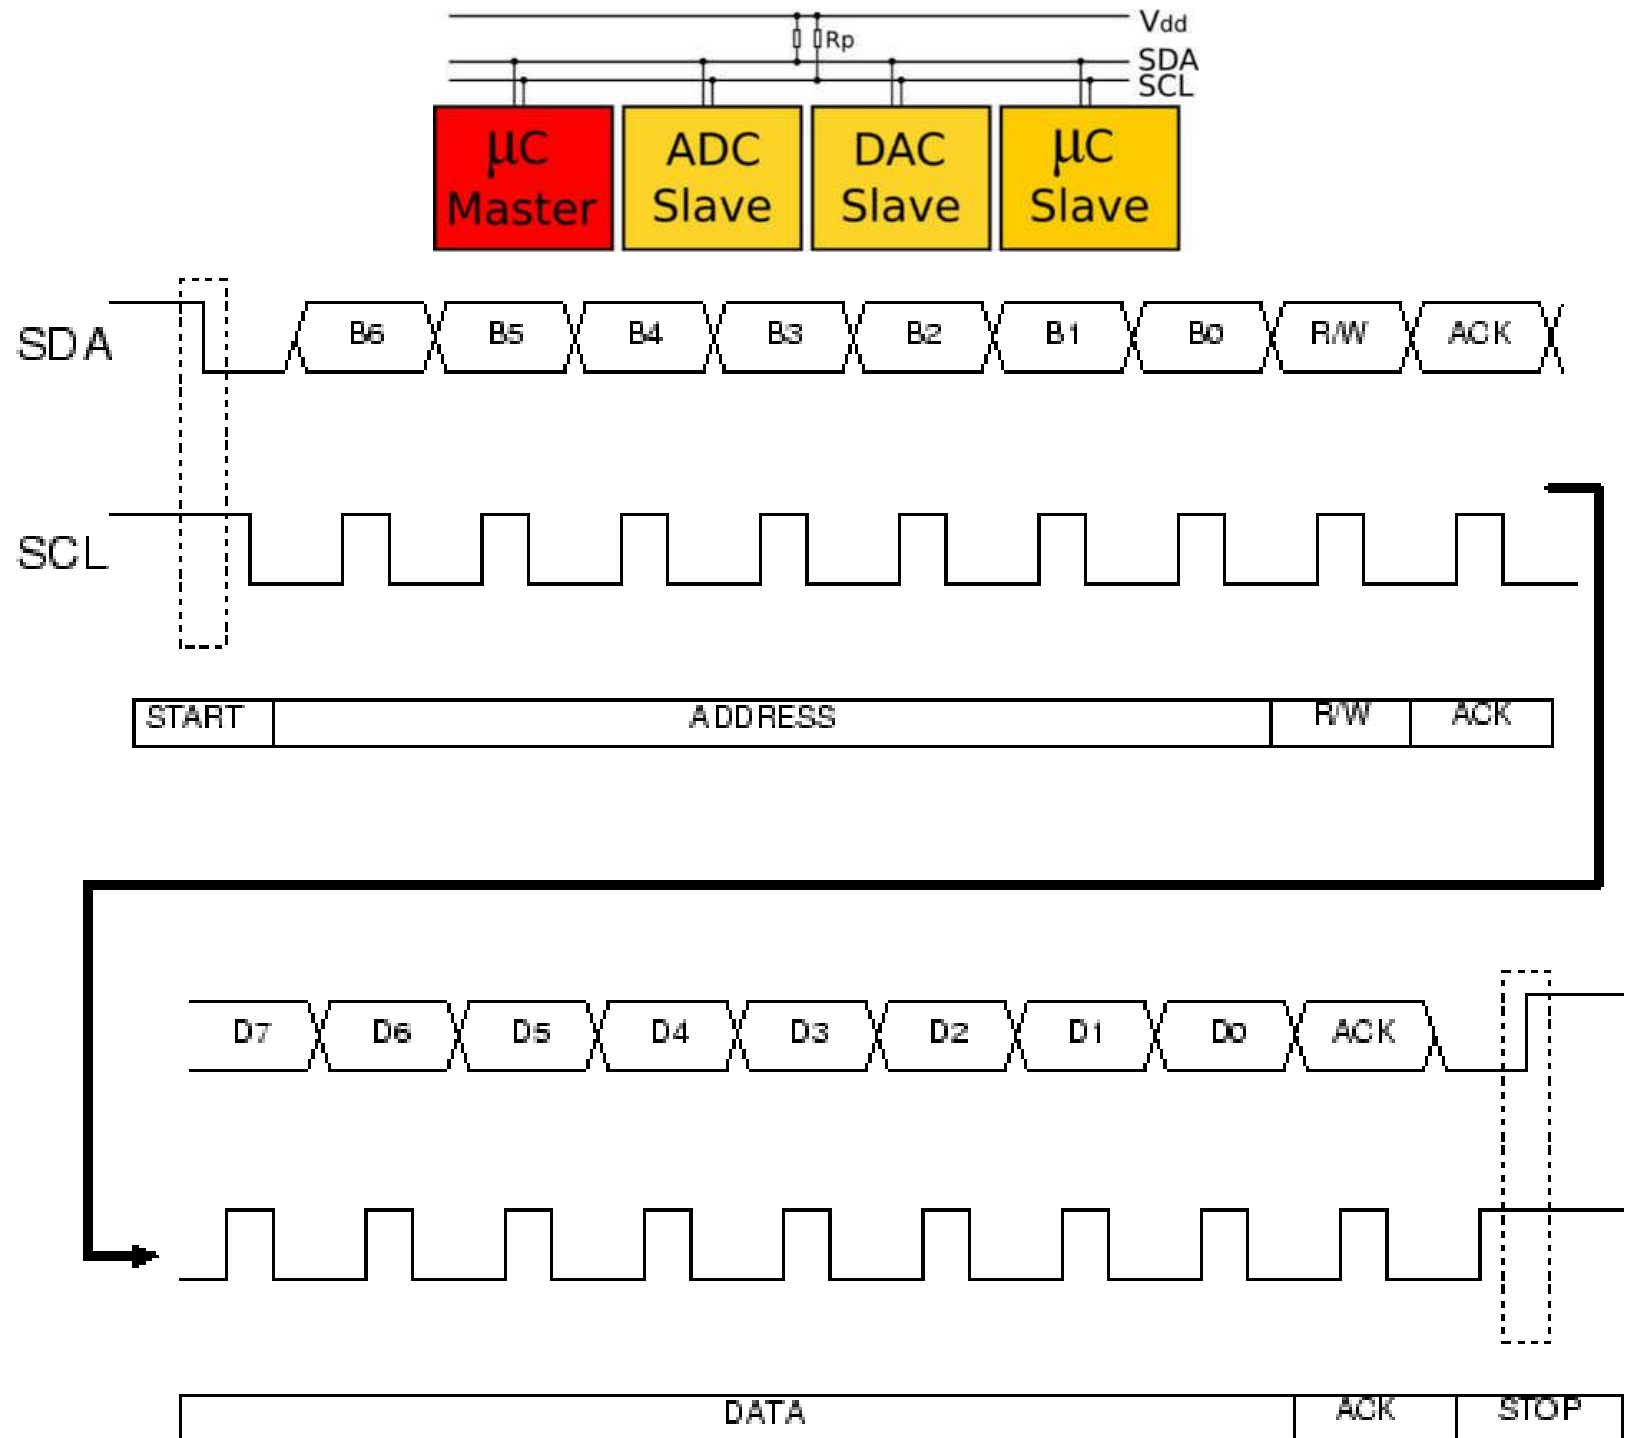 Vdd
Rp
SDA
SCL
µC Master
ADC Slave
DAC Slave
µC Slave
SDA B6 B5 B4 B3 B2 B1 B0 R/W ACK
SCL
START ADDRESS R/W ACK
D7 D6 D5 D4 D3 D2 D1 D0 ACK
DATA ACK STOP